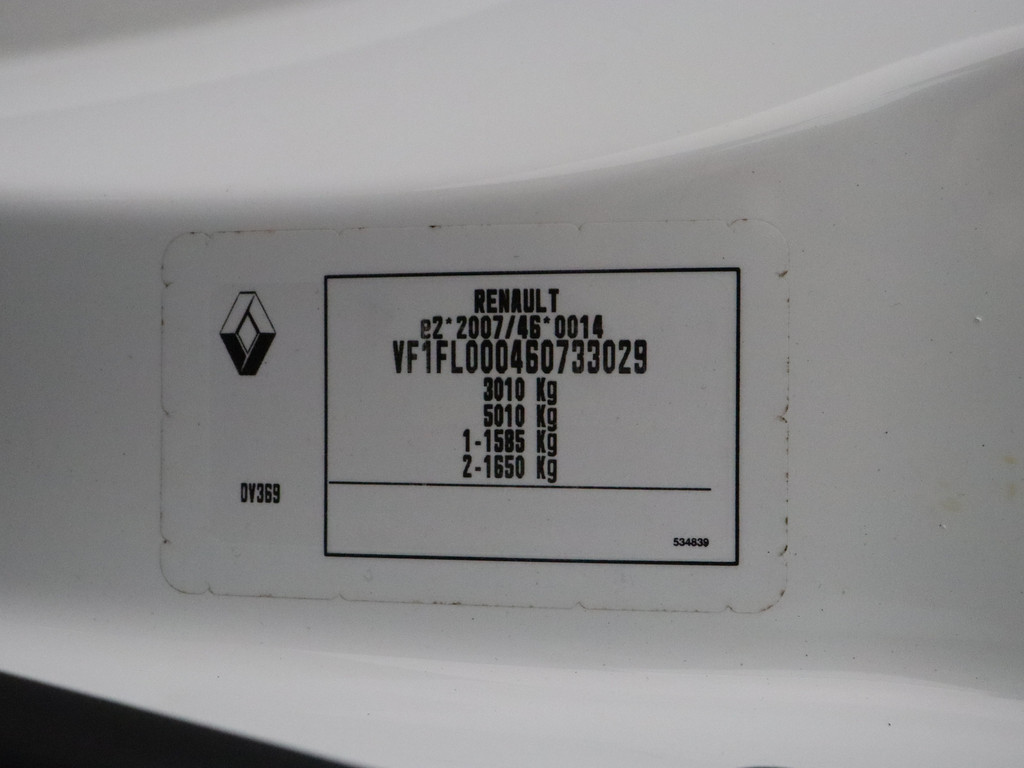 RENAULT
e2*2007/46*0014
VF1FL000460733029
3010 Kg
5010 Kg
1-1585 Kg
2-1650 Kg
DV369
534839